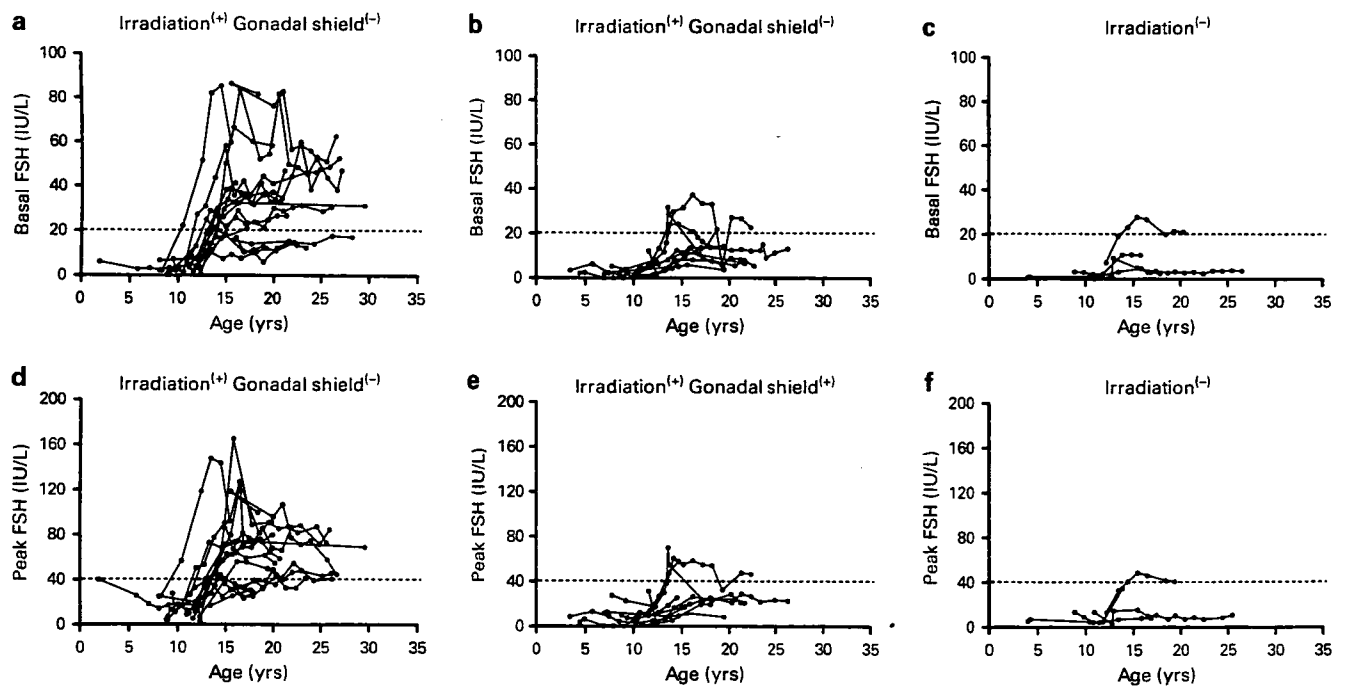 a Irradiation(+) Gonadal shield(-)
Basal FSH (IU/L)
100
80
60
40
20
0
0 5 10 15 20 25 30 35
Age (yrs)
b Irradiation(+) Gonadal shield(-)
Basal FSH (IU/L)
100
80
60
40
20
0
0 5 10 15 20 25 30 35
Age (yrs)
c Irradiation(-)
Basal FSH (IU/L)
100
80
60
40
20
0
0 5 10 15 20 25 30 35
Age (yrs)
d Irradiation(+) Gonadal shield(-)
Peak FSH (IU/L)
200
160
120
80
40
0
0 5 10 15 20 25 30 35
Age (yrs)
e Irradiation(+) Gonadal shield(+)
Peak FSH (IU/L)
200
160
120
80
40
0
0 5 10 15 20 25 30 35
Age (yrs)
f Irradiation(-)
Peak FSH (IU/L)
200
160
120
80
40
0
0 5 10 15 20 25 30 35
Age (yrs)